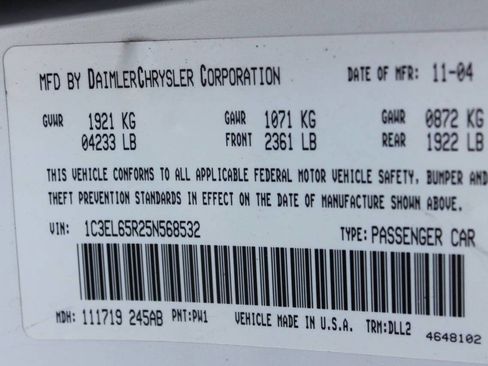 MFD BY DAIMLERCHRYSLER CORPORATION DATE OF MFR: 11-04
GVWR 1921 KG GAWR 1071 KG GAWR 0872 KG
04233 LB FRONT 2361 LB REAR 1922 LB
THIS VEHICLE CONFORMS TO ALL APPLICABLE FEDERAL MOTOR VEHICLE SAFETY, BUMPER AND
THEFT PREVENTION STANDARDS IN EFFECT ON THE DATE OF MANUFACTURE SHOWN ABOVE.
VIN: 1C3EL65R25N568532 TYPE: PASSENGER CAR
MDH: 111719 245AB PNT: PW1 VEHICLE MADE IN U.S.A. TRM: DLL2
4648102